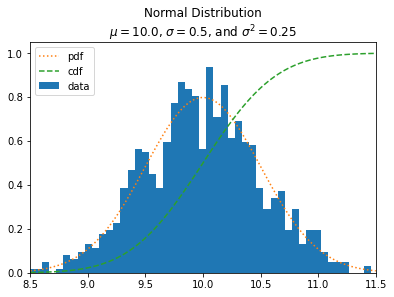 Normal Distribution
μ = 10.0, σ = 0.5, and σ² = 0.25
pdf
cdf
data
1.0
0.8
0.6
0.4
0.2
0.0
8.5 9.0 9.5 10.0 10.5 11.0 11.5